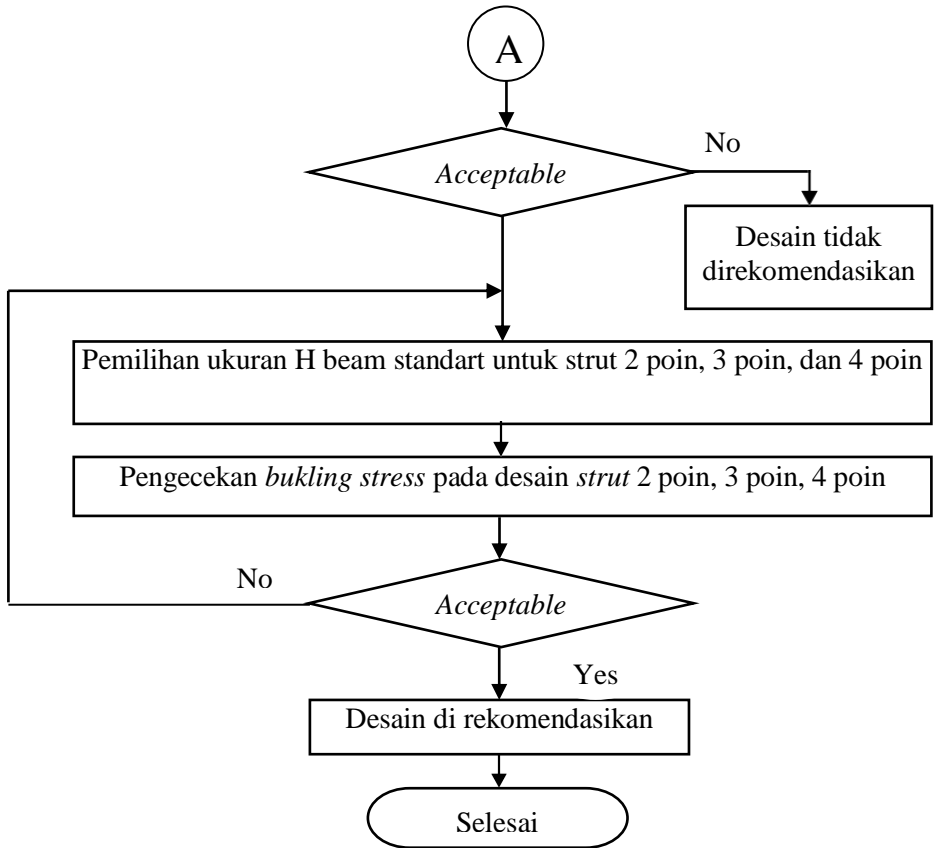 A
Acceptable
No
Desain tidak
direkomendasikan
Pemilihan ukuran H beam standart untuk strut 2 poin, 3 poin, dan 4 poin
Pengecekan bukling stress pada desain strut 2 poin, 3 poin, 4 poin
No
Acceptable
Yes
Desain di rekomendasikan
Selesai